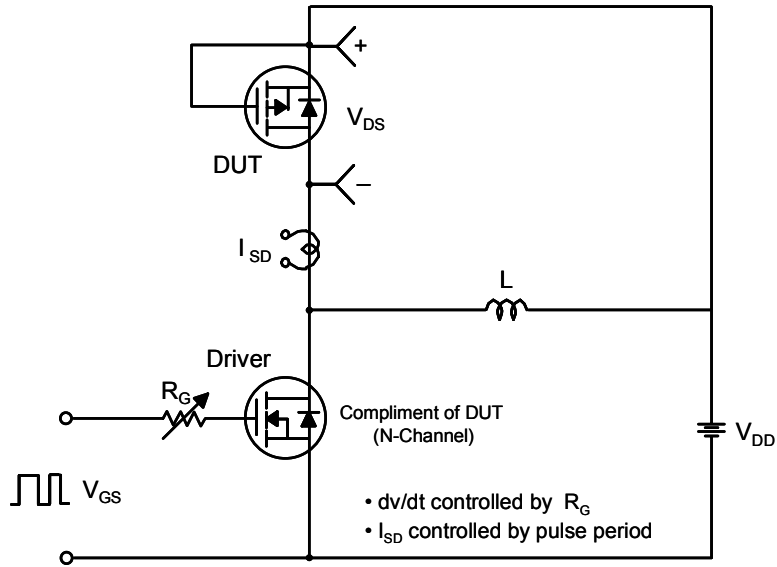 +
V_DS
DUT
–
I_SD
L
Driver
R_G
Compliment of DUT
(N-Channel)
V_DD
V_GS
• dv/dt controlled by R_G
• I_SD controlled by pulse period